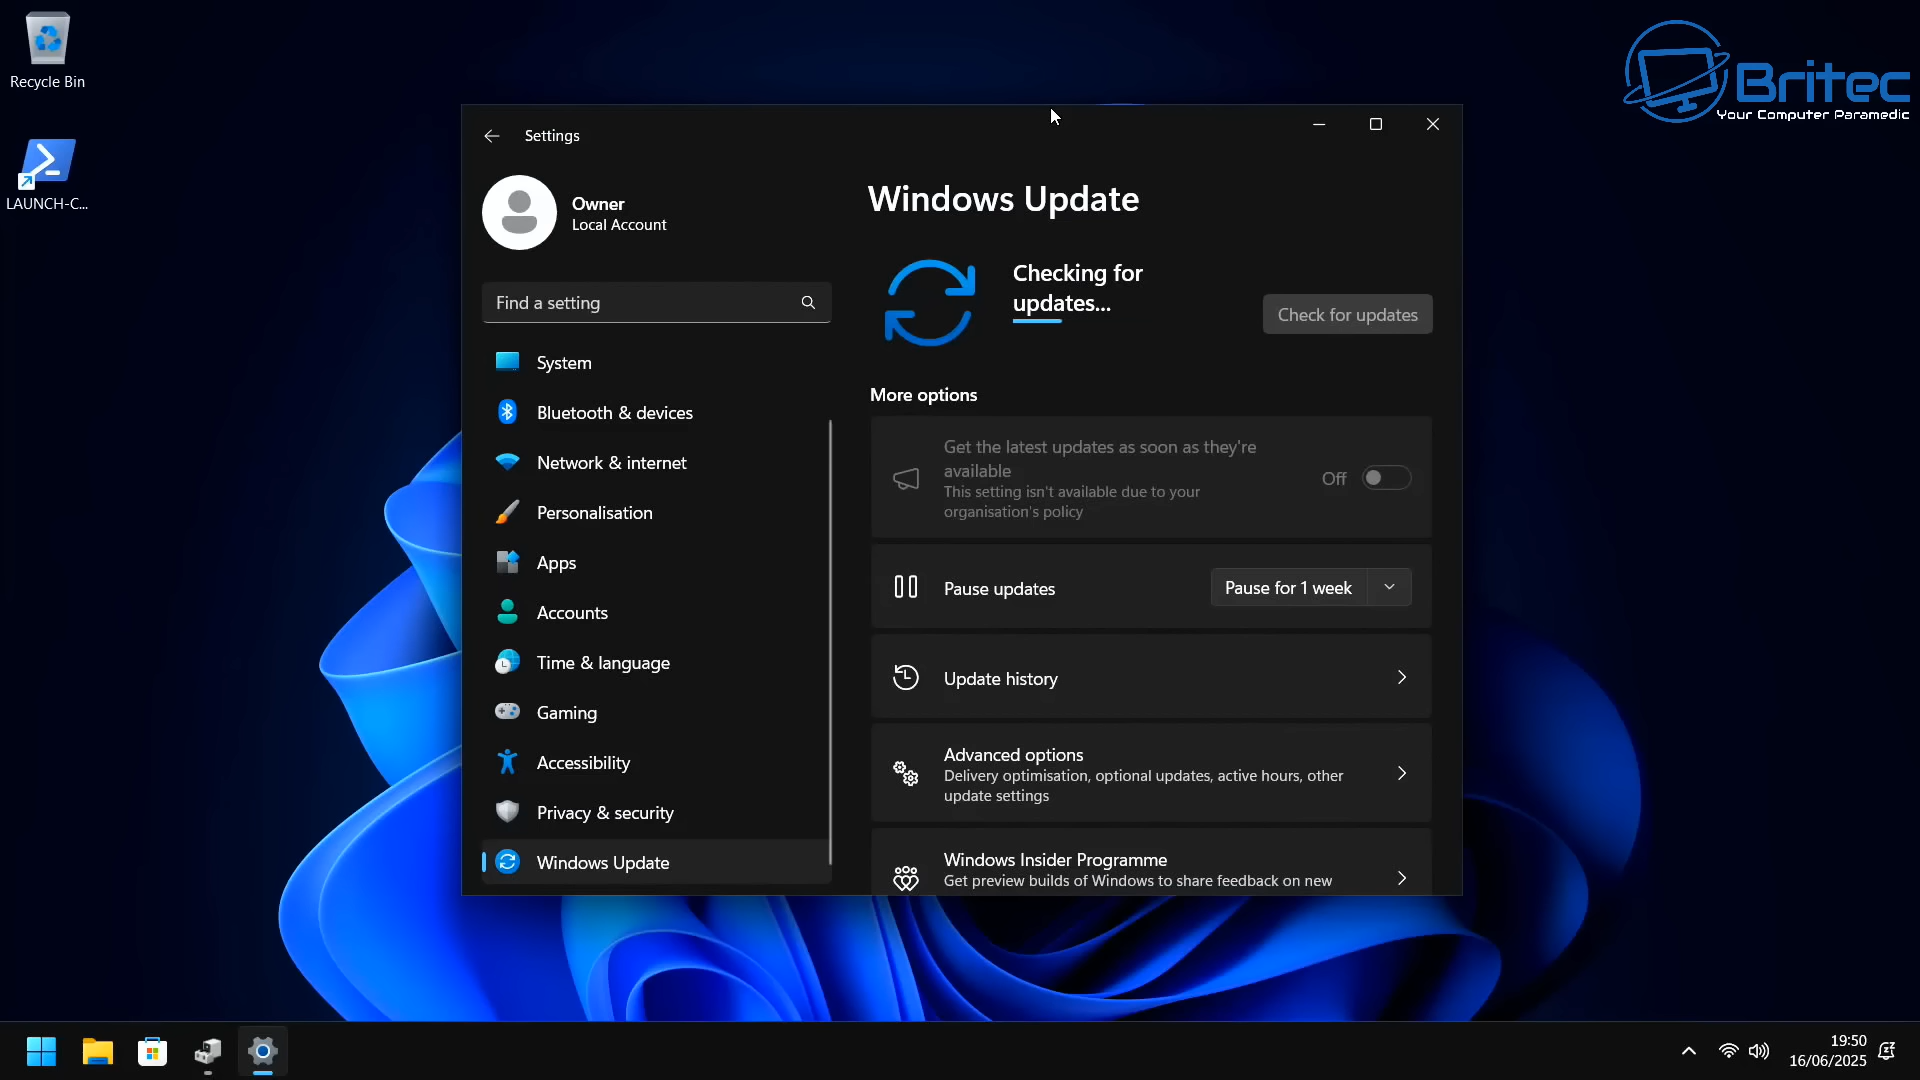 Recycle Bin
LAUNCH-C...
Britec
Your Computer Paramedic
Settings
Owner
Local Account
Find a setting
System
Bluetooth & devices
Network & internet
Personalisation
Apps
Accounts
Time & language
Gaming
Accessibility
Privacy & security
Windows Update
Windows Update
Checking for
updates...
Check for updates
More options
Get the latest updates as soon as they're
available
This setting isn't available due to your
organisation's policy
Off
Pause updates
Pause for 1 week
Update history
Advanced options
Delivery optimisation, optional updates, active hours, other
update settings
Windows Insider Programme
Get preview builds of Windows to share feedback on new
19:50
16/06/2025